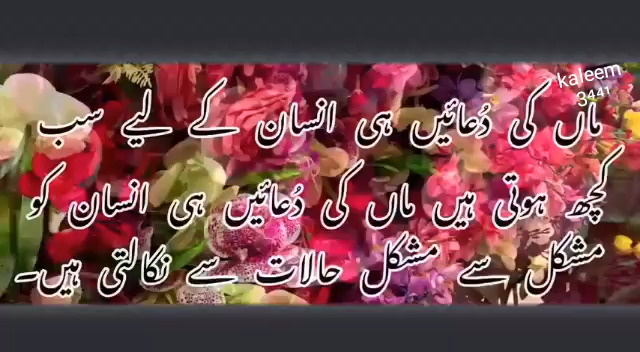 kaleem
3441
ماں کی دُعائیں ہی انسان کے لیے سب
کچھ ہوتی ہیں ماں کی دُعائیں ہی انسان کو
مشکل سے مشکل حالات سے نکالتی ہیں۔